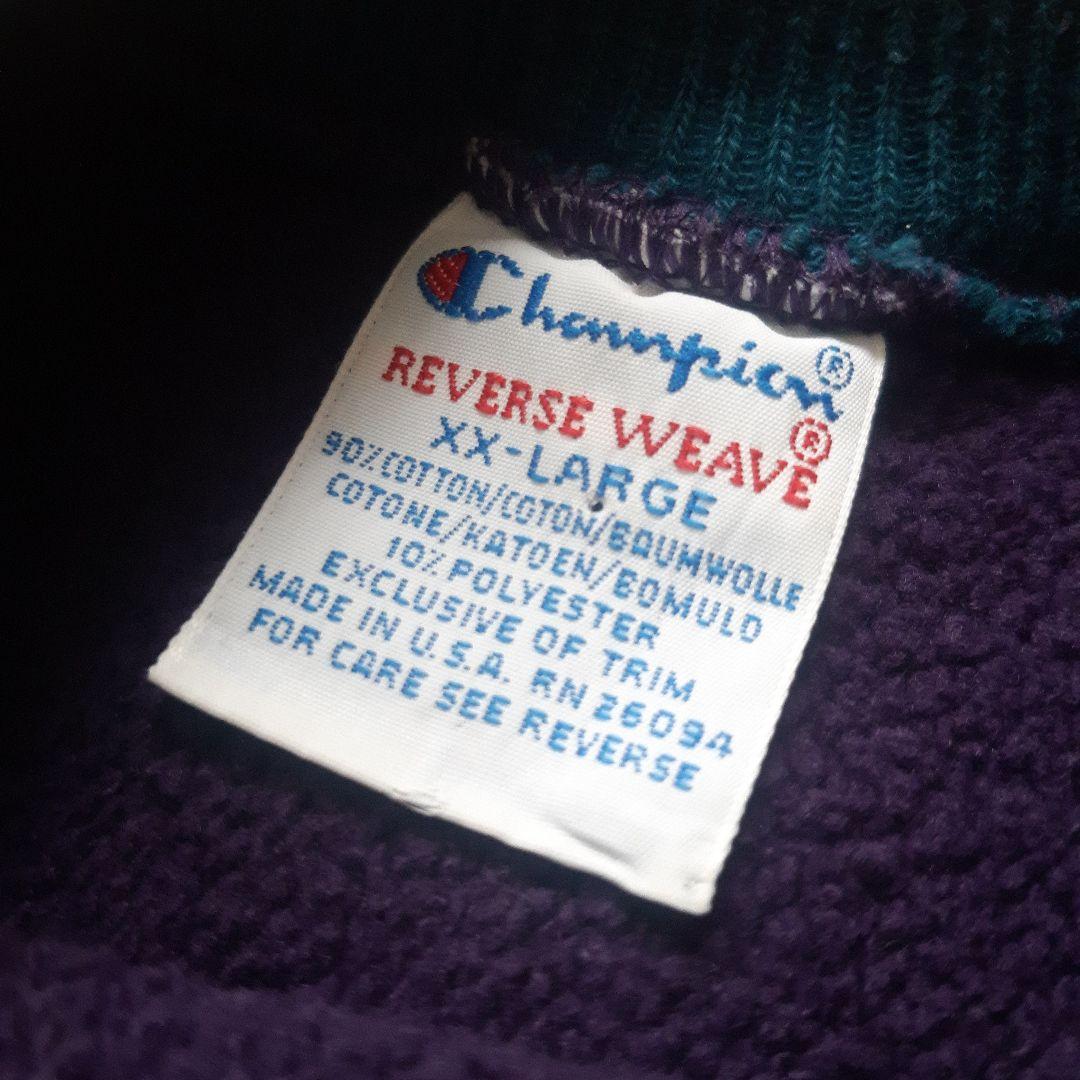 Champion®
REVERSE WEAVE®
XX-LARGE
90% COTTON/COTON/BAUMWOLLE
COTONE/KATOEN/BOMULD
10% POLYESTER
EXCLUSIVE OF TRIM
MADE IN U.S.A. RN 26094
FOR CARE SEE REVERSE